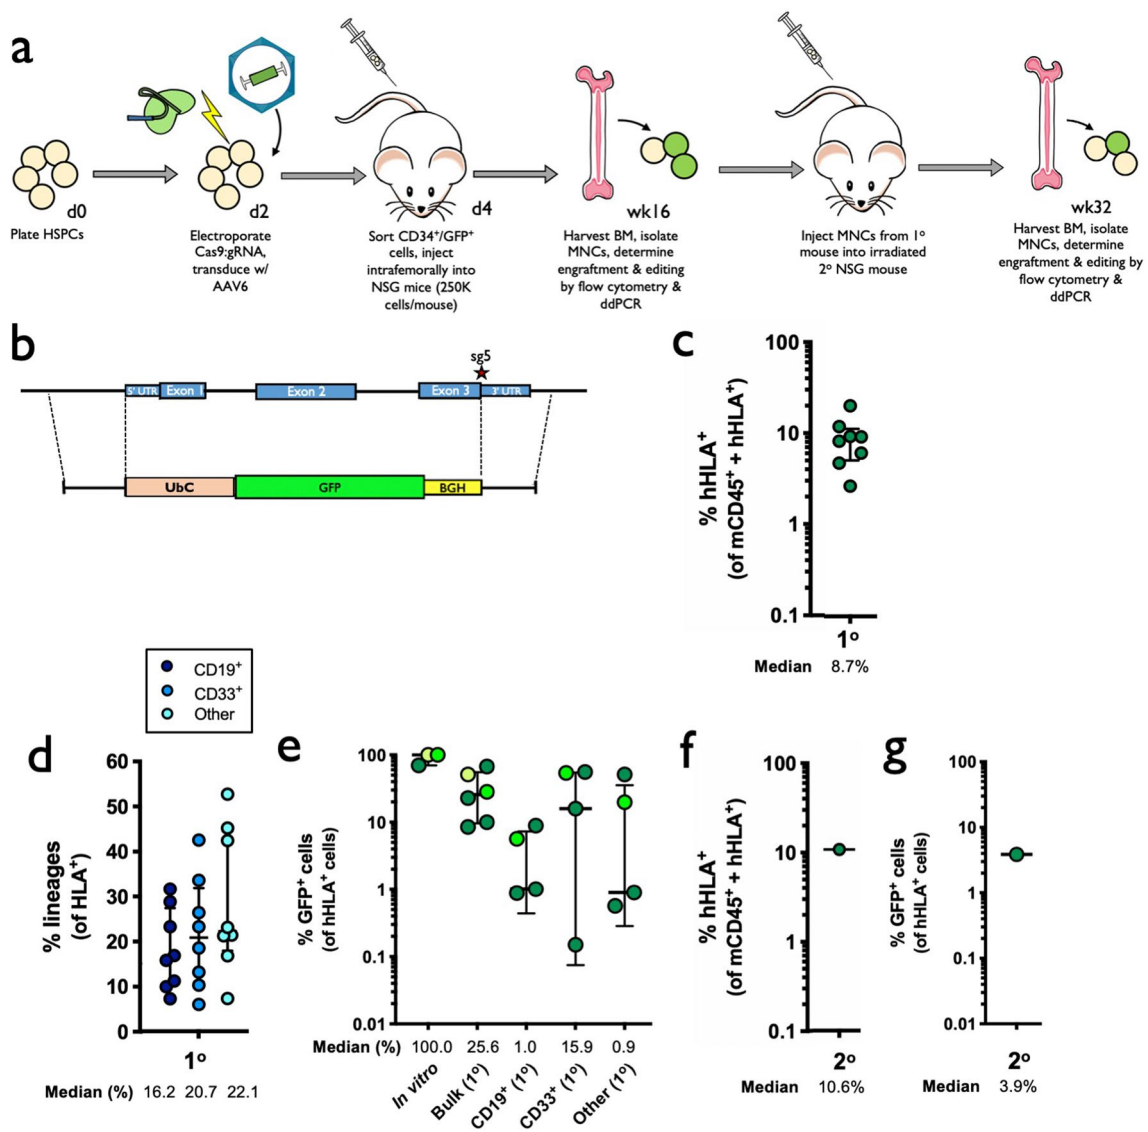 a
d0
d2
d4
wk16
wk32
Plate HSPCs
Electroporate
Cas9:gRNA,
transduce w/
AAV6
Sort CD34⁺/GFP⁺
cells, inject
intrafemorally into
NSG mice (250K
cells/mouse)
Harvest BM, isolate
MNCs, determine
engraftment & editing
by flow cytometry &
ddPCR
Inject MNCs from 1°
mouse into irradiated
2° NSG mouse
Harvest BM, isolate
MNCs, determine
engraftment & editing by
flow cytometry &
ddPCR
b
sg5
5' UTR Exon 1 Exon 2 Exon 3 3' UTR
UbC GFP BGH
c
% hHLA⁺
(of mCD45⁺ + hHLA⁺)
100
10
1
0.1
1°
Median 8.7%
CD19⁺
CD33⁺
Other
d
% lineages
(of HLA⁺)
60
50
40
30
20
10
0
1°
Median (%) 16.2 20.7 22.1
e
% GFP⁺ cells
(of hHLA⁺ cells)
100
10
1
0.1
0.01
Median (%) 100.0 25.6 1.0 15.9 0.9
In vitro
Bulk (1°)
CD19⁺ (1°)
CD33⁺ (1°)
Other (1°)
f
% hHLA⁺
(of mCD45⁺ + hHLA⁺)
100
10
1
0.1
2°
Median 10.6%
g
% GFP⁺ cells
(of hHLA⁺ cells)
100
10
1
0.1
0.01
2°
Median 3.9%